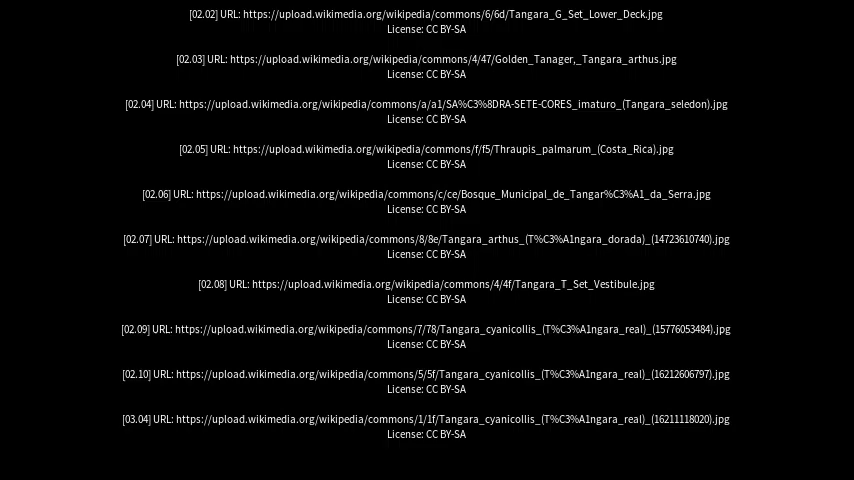 [02.02] URL: https://upload.wikimedia.org/wikipedia/commons/6/6d/Tangara_G_Set_Lower_Deck.jpg
License: CC BY-SA
[02.03] URL: https://upload.wikimedia.org/wikipedia/commons/4/47/Golden_Tanager,_Tangara_arthus.jpg
License: CC BY-SA
[02.04] URL: https://upload.wikimedia.org/wikipedia/commons/a/a1/SA%C3%8DRA-SETE-CORES_imaturo_(Tangara_seledon).jpg
License: CC BY-SA
[02.05] URL: https://upload.wikimedia.org/wikipedia/commons/f/f5/Thraupis_palmarum_(Costa_Rica).jpg
License: CC BY-SA
[02.06] URL: https://upload.wikimedia.org/wikipedia/commons/c/ce/Bosque_Municipal_de_Tangar%C3%A1_da_Serra.jpg
License: CC BY-SA
[02.07] URL: https://upload.wikimedia.org/wikipedia/commons/8/8e/Tangara_arthus_(T%C3%A1ngara_dorada)_(14723610740).jpg
License: CC BY-SA
[02.08] URL: https://upload.wikimedia.org/wikipedia/commons/4/4f/Tangara_T_Set_Vestibule.jpg
License: CC BY-SA
[02.09] URL: https://upload.wikimedia.org/wikipedia/commons/7/78/Tangara_cyanicollis_(T%C3%A1ngara_real)_(15776053484).jpg
License: CC BY-SA
[02.10] URL: https://upload.wikimedia.org/wikipedia/commons/5/5f/Tangara_cyanicollis_(T%C3%A1ngara_real)_(16212606797).jpg
License: CC BY-SA
[03.04] URL: https://upload.wikimedia.org/wikipedia/commons/1/1f/Tangara_cyanicollis_(T%C3%A1ngara_real)_(16211118020).jpg
License: CC BY-SA